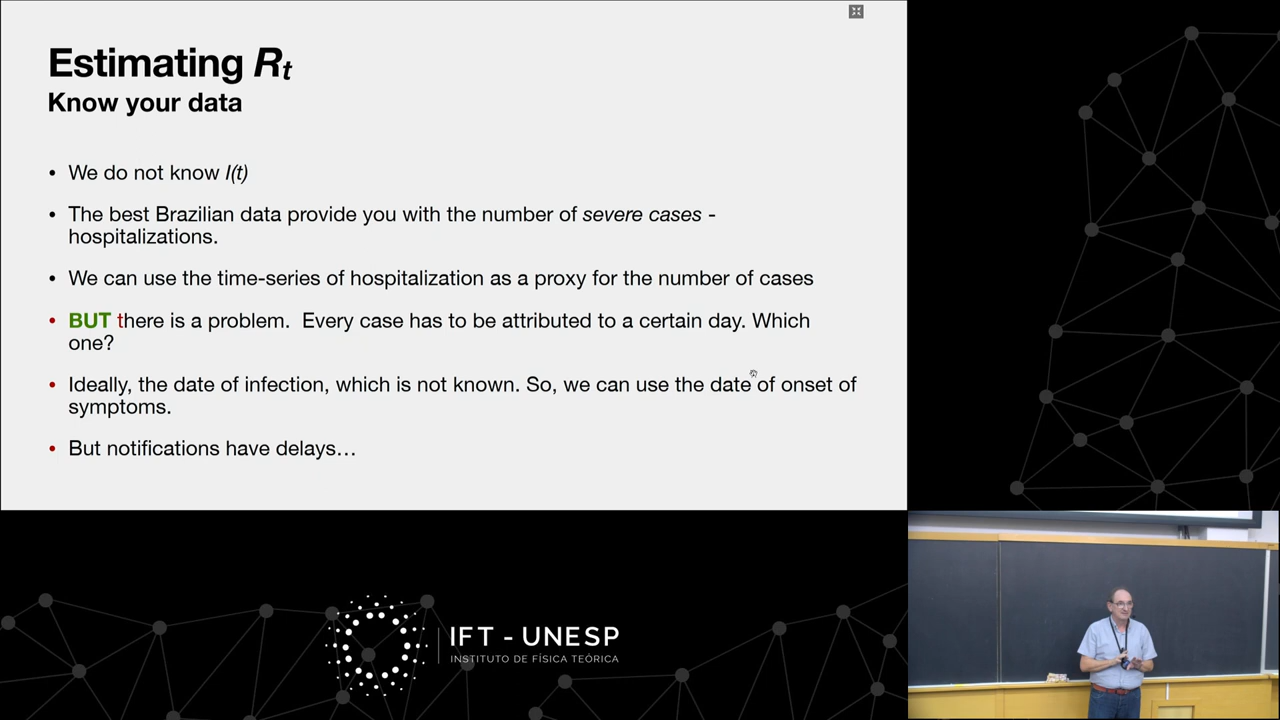 Estimating Rt
Know your data
• We do not know I(t)
• The best Brazilian data provide you with the number of severe cases -
hospitalizations.
• We can use the time-series of hospitalization as a proxy for the number of cases
• BUT there is a problem.  Every case has to be attributed to a certain day. Which
one?
• Ideally, the date of infection, which is not known. So, we can use the date of onset of
symptoms.
• But notifications have delays…
IFT - UNESP
INSTITUTO DE FÍSICA TEÓRICA